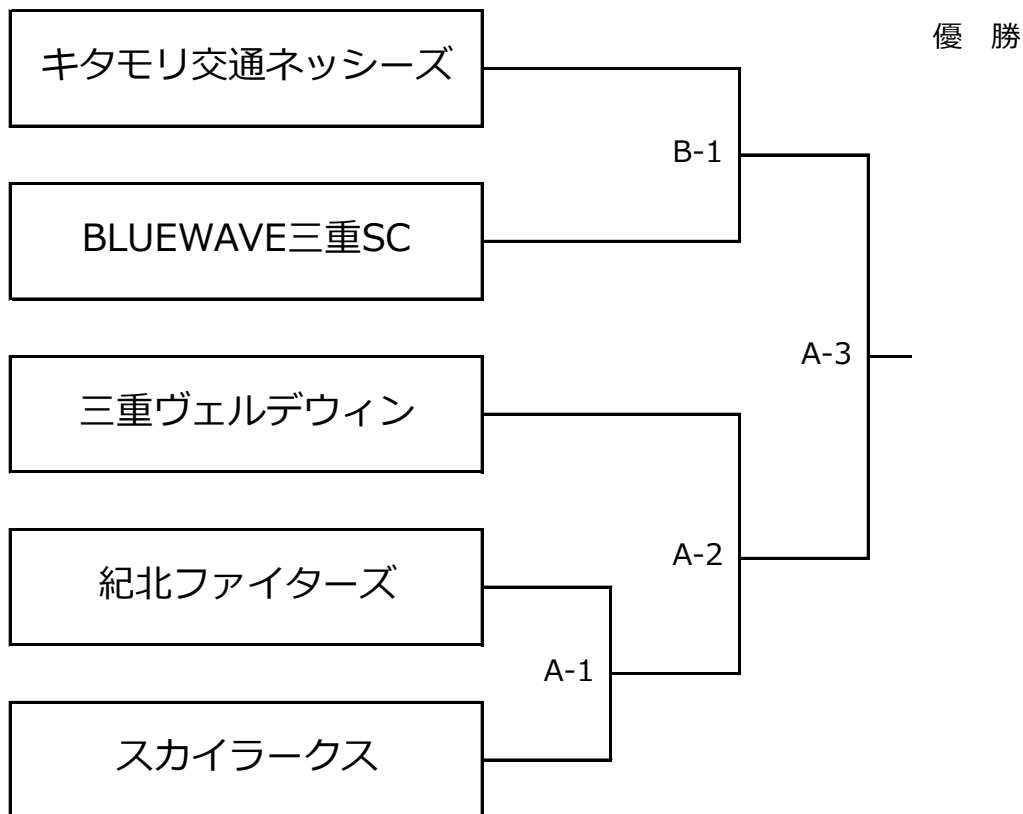 優　勝
キタモリ交通ネッシーズ
B-1
BLUEWAVE三重SC
A-3
三重ヴェルデウィン
A-2
紀北ファイターズ
A-1
スカイラークス